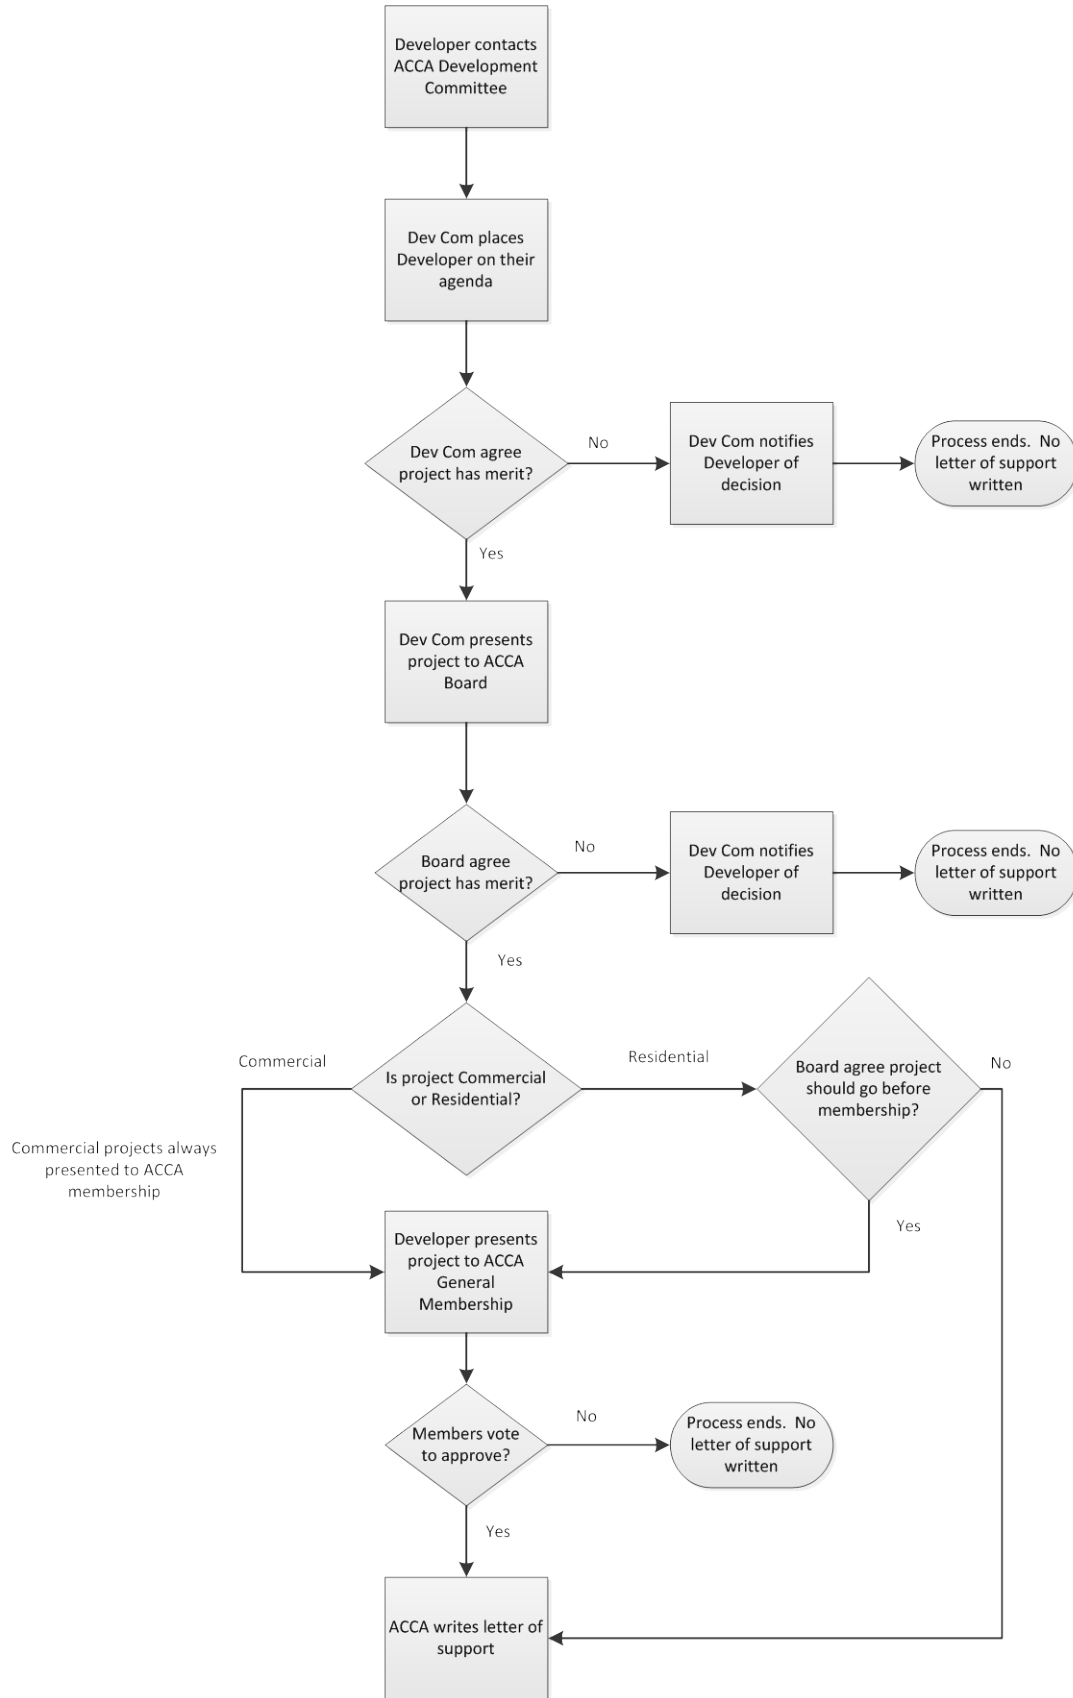 Developer contacts
ACCA Development
Committee
Dev Com places
Developer on their
agenda
Dev Com agree
project has merit?
No
Dev Com notifies
Developer of
decision
Process ends.  No
letter of support
written
Yes
Dev Com presents
project to ACCA
Board
Board agree
project has merit?
No
Dev Com notifies
Developer of
decision
Process ends.  No
letter of support
written
Yes
Is project Commercial
or Residential?
Commercial
Residential
Board agree project
should go before
membership?
No
Commercial projects always
presented to ACCA
membership
Yes
Developer presents
project to ACCA
General
Membership
Members vote
to approve?
No
Process ends.  No
letter of support
written
Yes
ACCA writes letter of
support